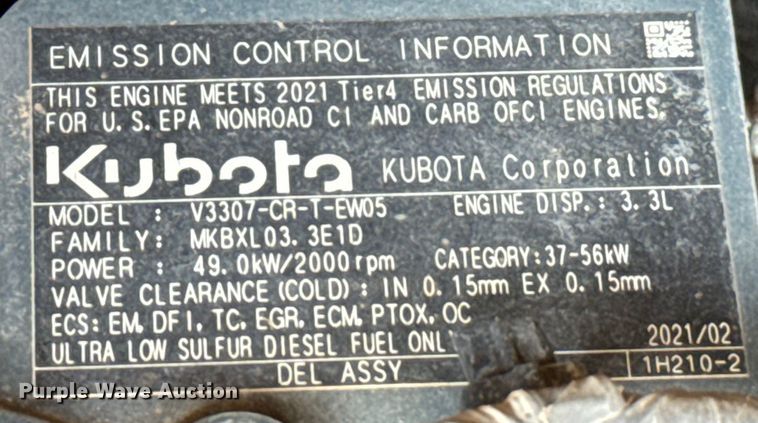 EMISSION CONTROL INFORMATION
THIS ENGINE MEETS 2021 Tier4 EMISSION REGULATIONS
FOR U.S.EPA NONROAD CI AND CARB OFCI ENGINES.
Kubota KUBOTA Corporation
MODEL : V3307-CR-T-EW05 ENGINE DISP.: 3.3L
FAMILY: MKBXL03.3E1D
POWER : 49.0kW/2000rpm CATEGORY:37-56kW
VALVE CLEARANCE(COLD): IN 0.15mm EX 0.15mm
ECS: EM, DFI, TC, EGR, ECM, PTOX, OC
ULTRA LOW SULFUR DIESEL FUEL ONL 2021/02
DEL ASSY 1H210-2
Purple Wave Auction